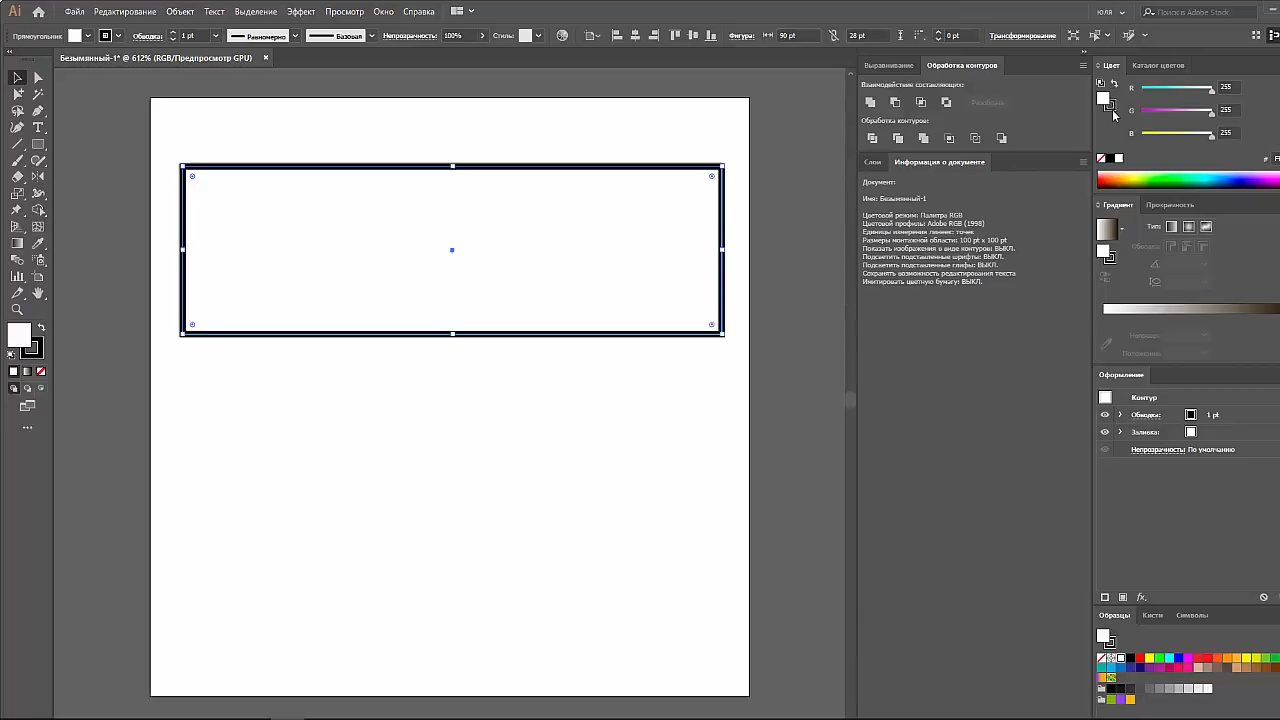 Ai Файл Редактирование Объект Текст Выделение Эффект Просмотр Окно Справка ЮЛЯ Поиск в Adobe Stock
Прямоугольник Обводка: 1 pt Равномерно Базовая Непрозрачность: 100% Стиль: Фигура: 90 pt 28 pt 0 pt Трансформирование
Безымянный-1* @ 612% (RGB/Предпросмотр GPU) ×
Выравнивание Обработка контуров
Взаимодействие составляющих:
Разобрать
Обработка контуров:
Слои Информация о документе
Документ:
Имя: Безымянный-1
Цветовой режим: Палитра RGB
Цветовой профиль: Adobe RGB (1998)
Единицы измерения линеек: точек
Размеры монтажной области: 100 pt x 100 pt
Показать изображения в виде контуров: ВЫКЛ.
Подсветить подставленные шрифты: ВЫКЛ.
Подсветить подставленные глифы: ВЫКЛ.
Сохранять возможность редактирования текста
Имитировать цветную бумагу: ВЫКЛ.
Цвет Каталог цветов
R 255
G 255
B 255
#
Градиент Прозрачность
Тип:
Обводка:
Непрозр.:
Положение:
Оформление
Контур
Обводка: 1 pt
Заливка:
Непрозрачность: По умолчанию
fx
Образцы Кисти Символы